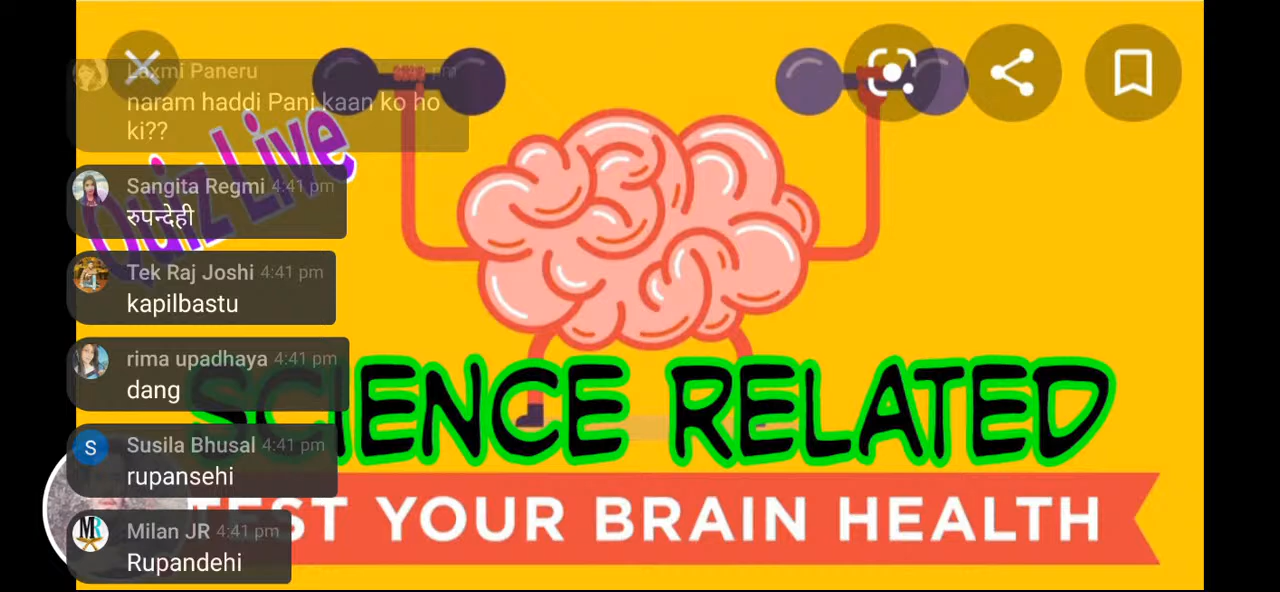 Laxmi Paneru
naram haddi Pani kaan ko ho
ki??
Quiz Live
Sangita Regmi 4:41 pm
रुपन्देही
Tek Raj Joshi 4:41 pm
kapilbastu
rima upadhaya 4:41 pm
dang
SCIENCE RELATED
Susila Bhusal 4:41 pm
S
rupansehi
TEST YOUR BRAIN HEALTH
Milan JR 4:41 pm
MR
Rupandehi